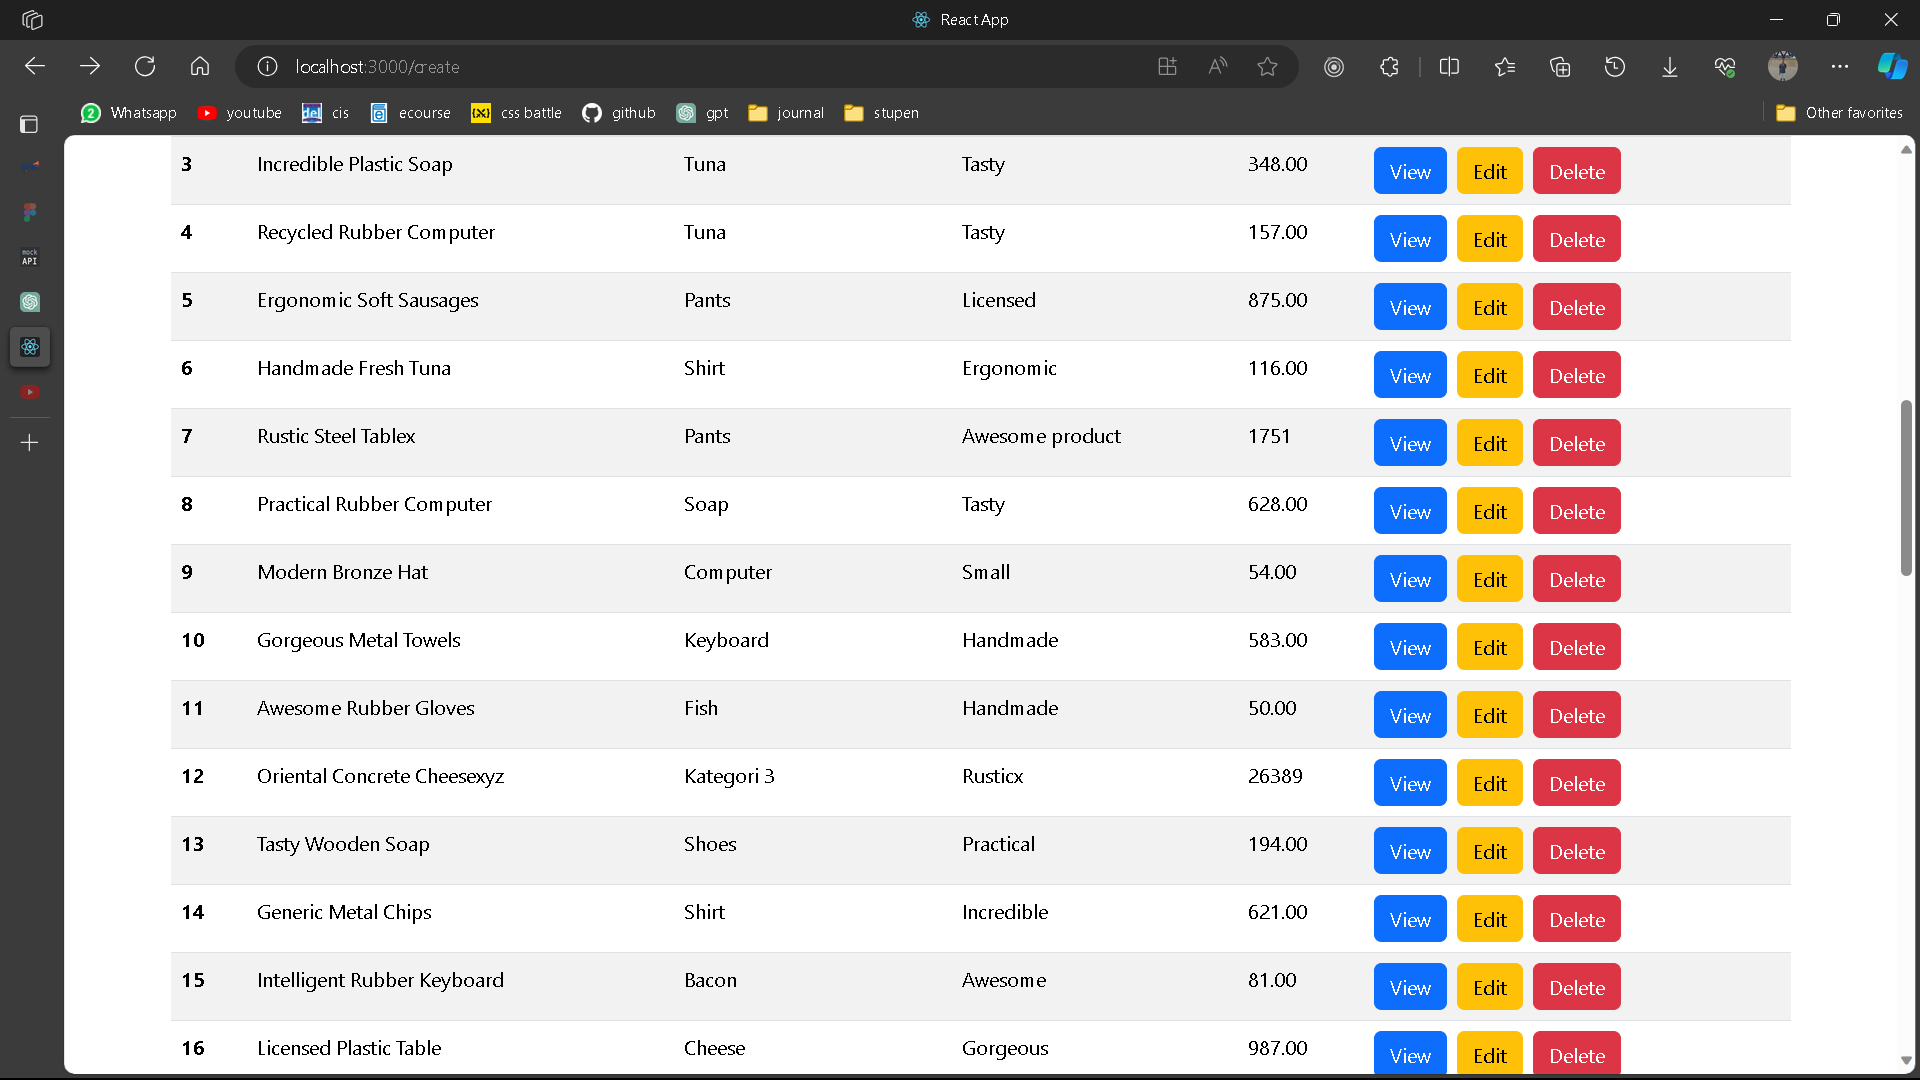 React App
localhost:3000/create
Whatsapp youtube cis ecourse css battle github gpt journal stupen Other favorites
3 Incredible Plastic Soap Tuna Tasty 348.00 View Edit Delete
4 Recycled Rubber Computer Tuna Tasty 157.00 View Edit Delete
5 Ergonomic Soft Sausages Pants Licensed 875.00 View Edit Delete
6 Handmade Fresh Tuna Shirt Ergonomic 116.00 View Edit Delete
7 Rustic Steel Tablex Pants Awesome product 1751 View Edit Delete
8 Practical Rubber Computer Soap Tasty 628.00 View Edit Delete
9 Modern Bronze Hat Computer Small 54.00 View Edit Delete
10 Gorgeous Metal Towels Keyboard Handmade 583.00 View Edit Delete
11 Awesome Rubber Gloves Fish Handmade 50.00 View Edit Delete
12 Oriental Concrete Cheesexyz Kategori 3 Rusticx 26389 View Edit Delete
13 Tasty Wooden Soap Shoes Practical 194.00 View Edit Delete
14 Generic Metal Chips Shirt Incredible 621.00 View Edit Delete
15 Intelligent Rubber Keyboard Bacon Awesome 81.00 View Edit Delete
16 Licensed Plastic Table Cheese Gorgeous 987.00 View Edit Delete
mock
API